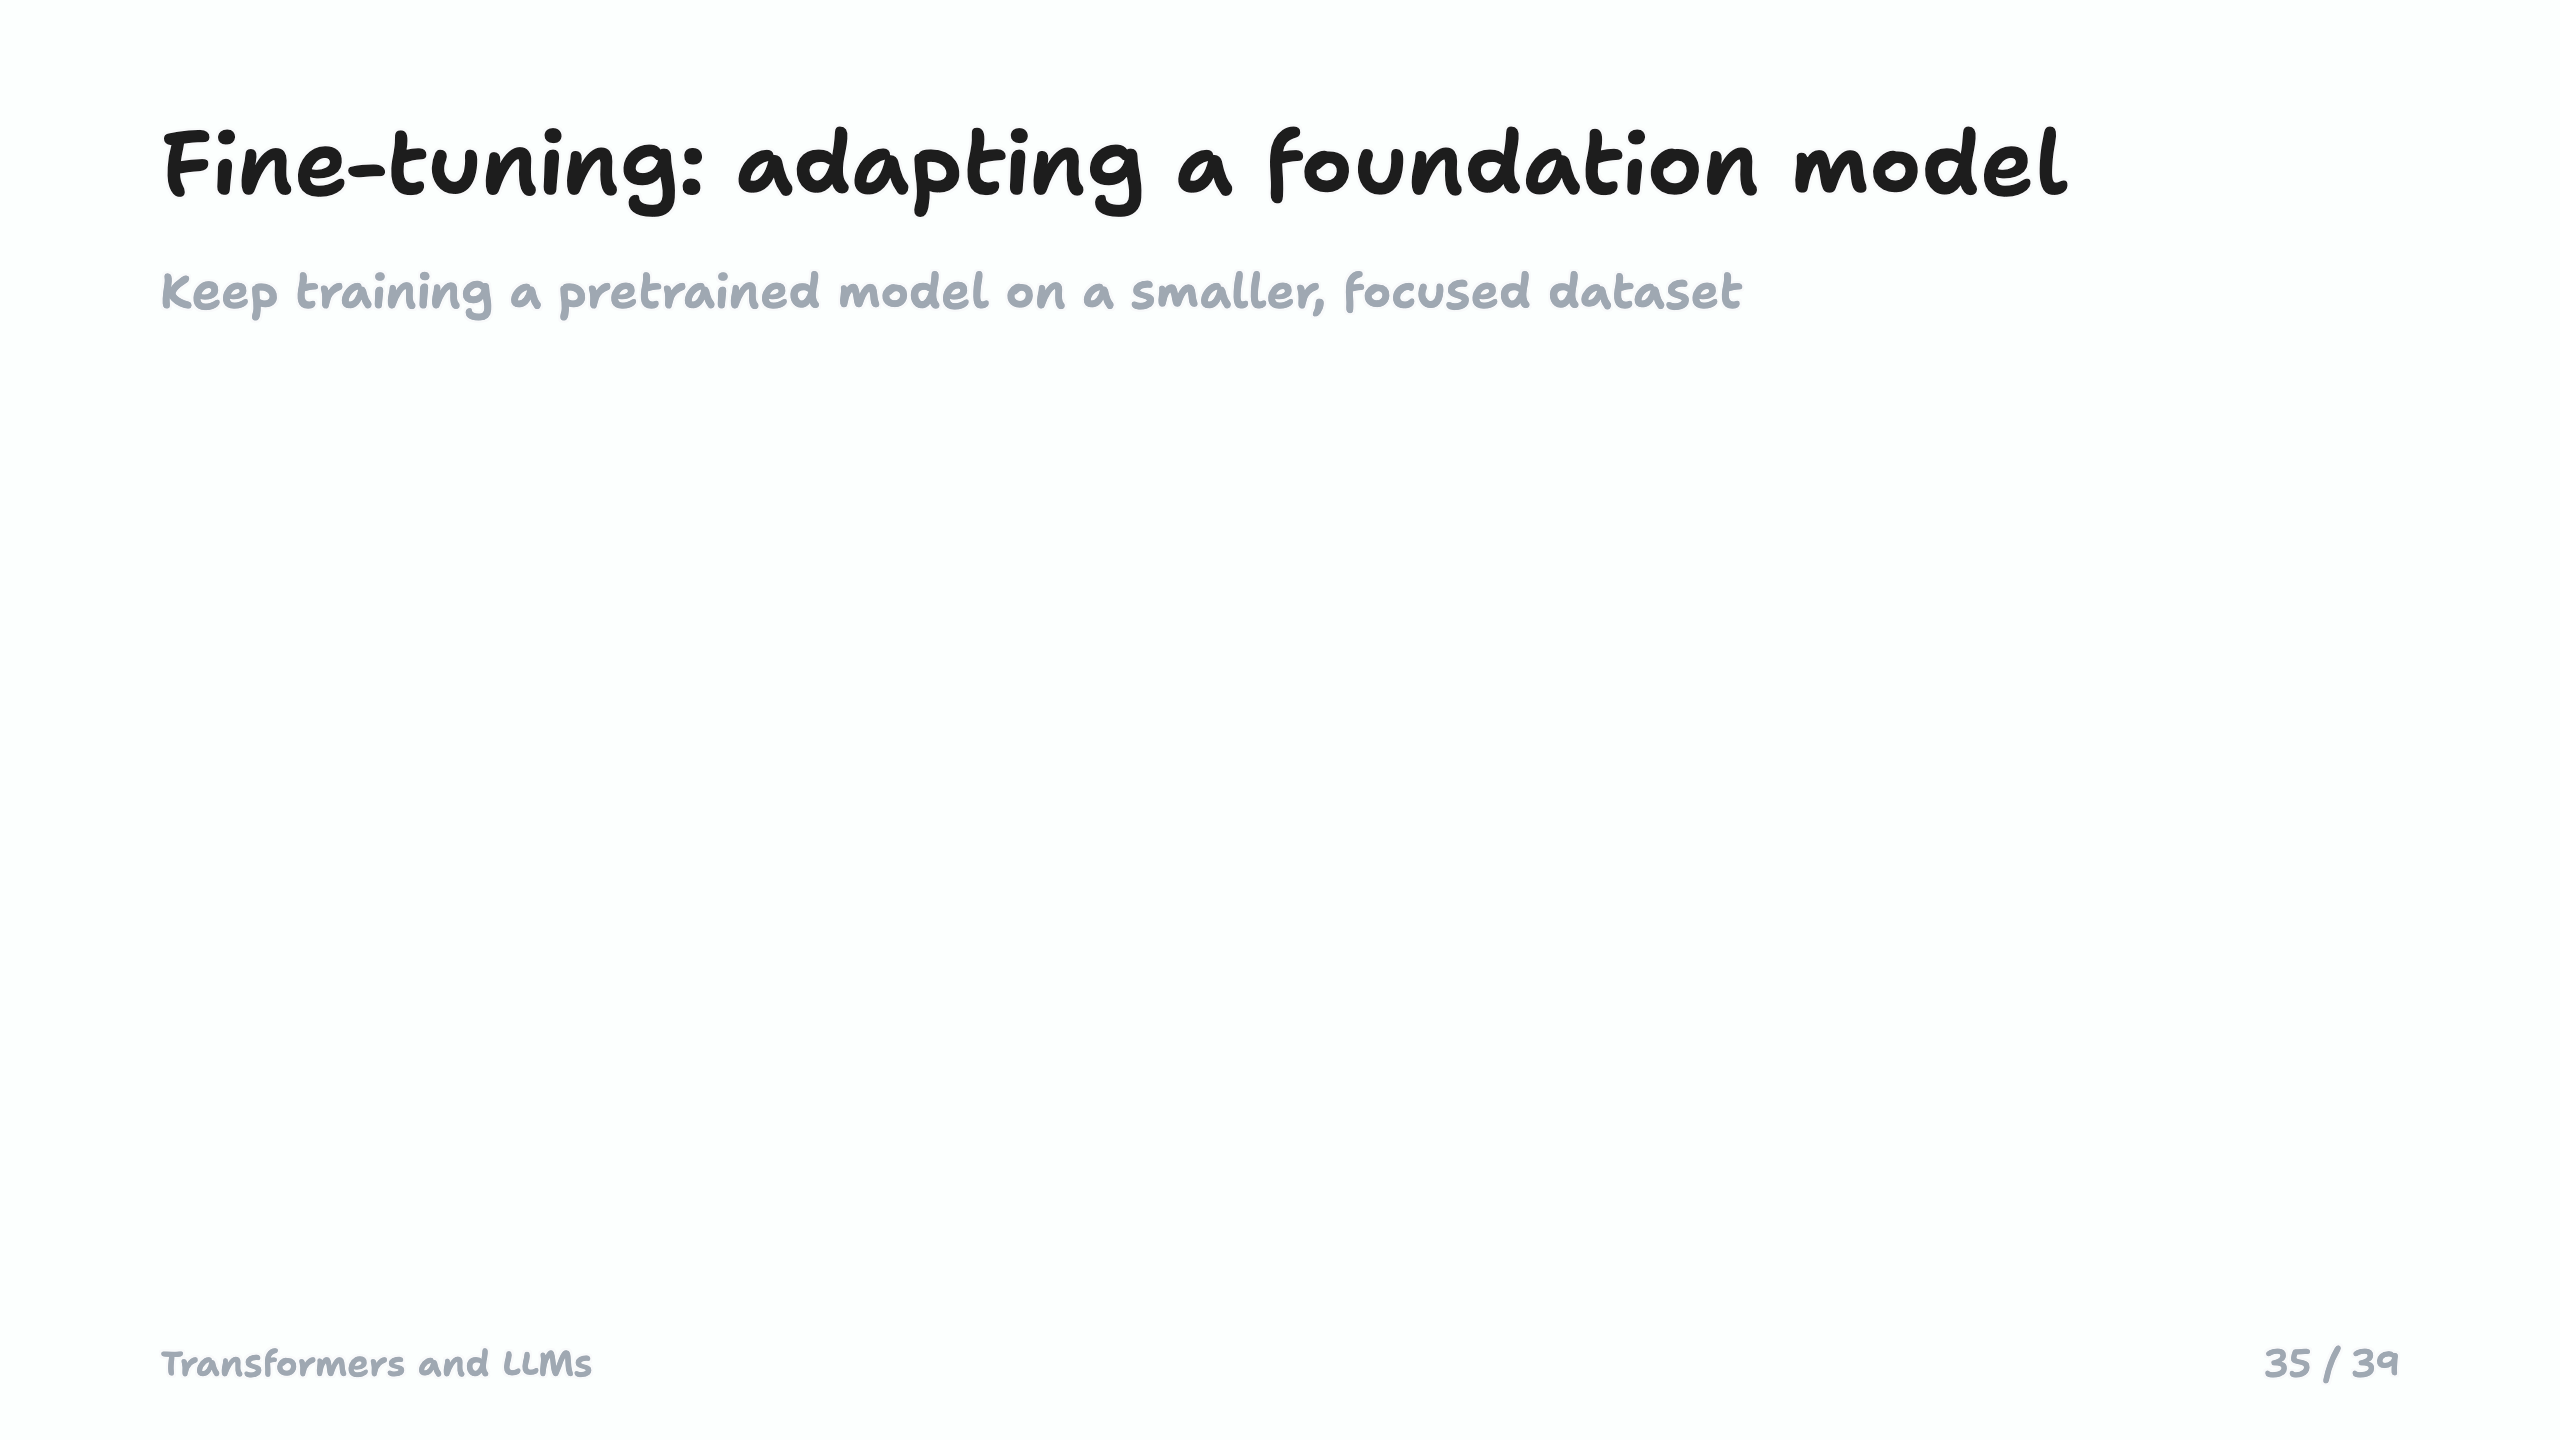 Fine-tuning: adapting a foundation model
Keep training a pretrained model on a smaller, focused dataset
Transformers and LLMs
35 / 39